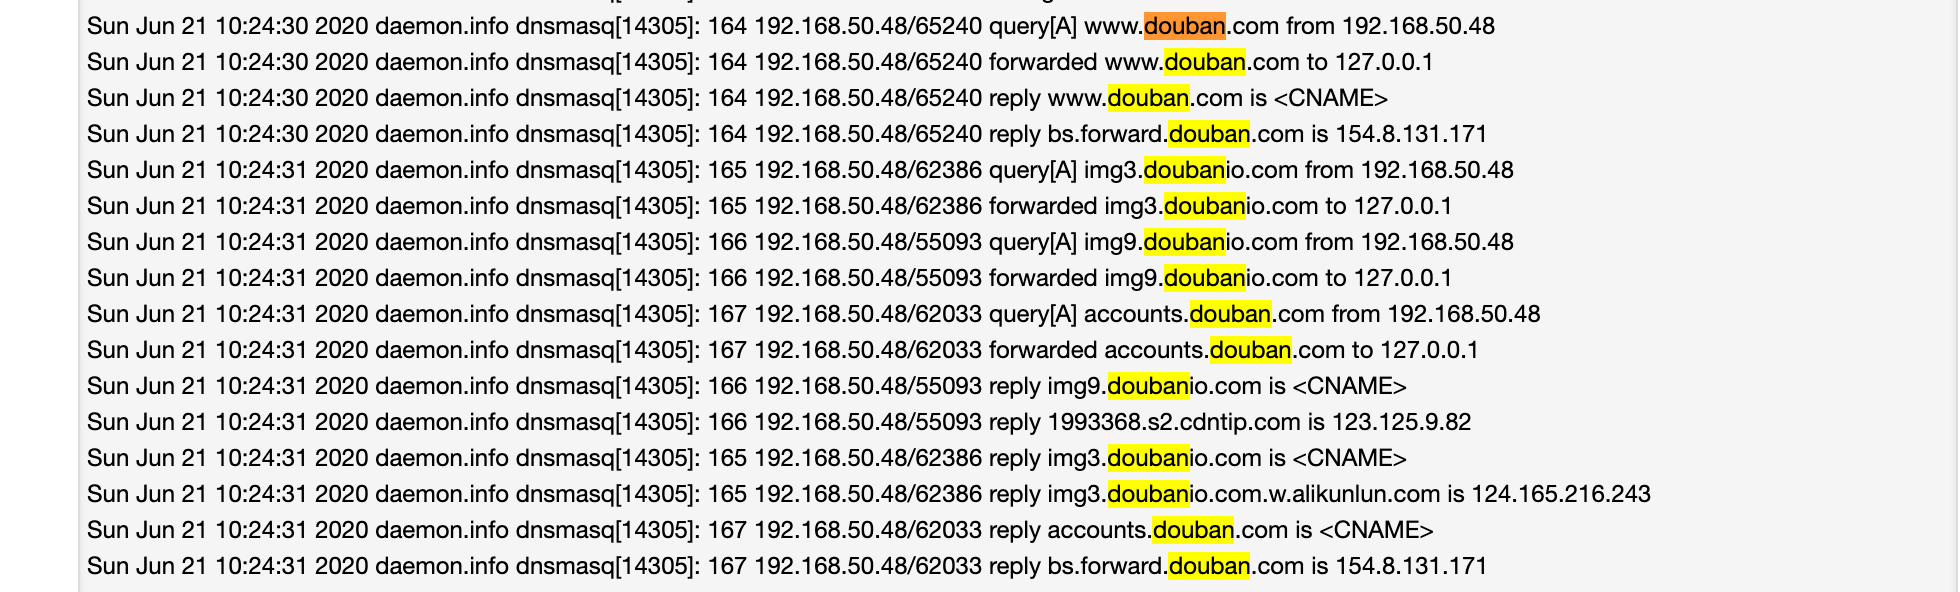 Sun Jun 21 10:24:30 2020 daemon.info dnsmasq[14305]: 164 192.168.50.48/65240 query[A] www.douban.com from 192.168.50.48
Sun Jun 21 10:24:30 2020 daemon.info dnsmasq[14305]: 164 192.168.50.48/65240 forwarded www.douban.com to 127.0.0.1
Sun Jun 21 10:24:30 2020 daemon.info dnsmasq[14305]: 164 192.168.50.48/65240 reply www.douban.com is <CNAME>
Sun Jun 21 10:24:30 2020 daemon.info dnsmasq[14305]: 164 192.168.50.48/65240 reply bs.forward.douban.com is 154.8.131.171
Sun Jun 21 10:24:31 2020 daemon.info dnsmasq[14305]: 165 192.168.50.48/62386 query[A] img3.doubanio.com from 192.168.50.48
Sun Jun 21 10:24:31 2020 daemon.info dnsmasq[14305]: 165 192.168.50.48/62386 forwarded img3.doubanio.com to 127.0.0.1
Sun Jun 21 10:24:31 2020 daemon.info dnsmasq[14305]: 166 192.168.50.48/55093 query[A] img9.doubanio.com from 192.168.50.48
Sun Jun 21 10:24:31 2020 daemon.info dnsmasq[14305]: 166 192.168.50.48/55093 forwarded img9.doubanio.com to 127.0.0.1
Sun Jun 21 10:24:31 2020 daemon.info dnsmasq[14305]: 167 192.168.50.48/62033 query[A] accounts.douban.com from 192.168.50.48
Sun Jun 21 10:24:31 2020 daemon.info dnsmasq[14305]: 167 192.168.50.48/62033 forwarded accounts.douban.com to 127.0.0.1
Sun Jun 21 10:24:31 2020 daemon.info dnsmasq[14305]: 166 192.168.50.48/55093 reply img9.doubanio.com is <CNAME>
Sun Jun 21 10:24:31 2020 daemon.info dnsmasq[14305]: 166 192.168.50.48/55093 reply 1993368.s2.cdntip.com is 123.125.9.82
Sun Jun 21 10:24:31 2020 daemon.info dnsmasq[14305]: 165 192.168.50.48/62386 reply img3.doubanio.com is <CNAME>
Sun Jun 21 10:24:31 2020 daemon.info dnsmasq[14305]: 165 192.168.50.48/62386 reply img3.doubanio.com.w.alikunlun.com is 124.165.216.243
Sun Jun 21 10:24:31 2020 daemon.info dnsmasq[14305]: 167 192.168.50.48/62033 reply accounts.douban.com is <CNAME>
Sun Jun 21 10:24:31 2020 daemon.info dnsmasq[14305]: 167 192.168.50.48/62033 reply bs.forward.douban.com is 154.8.131.171